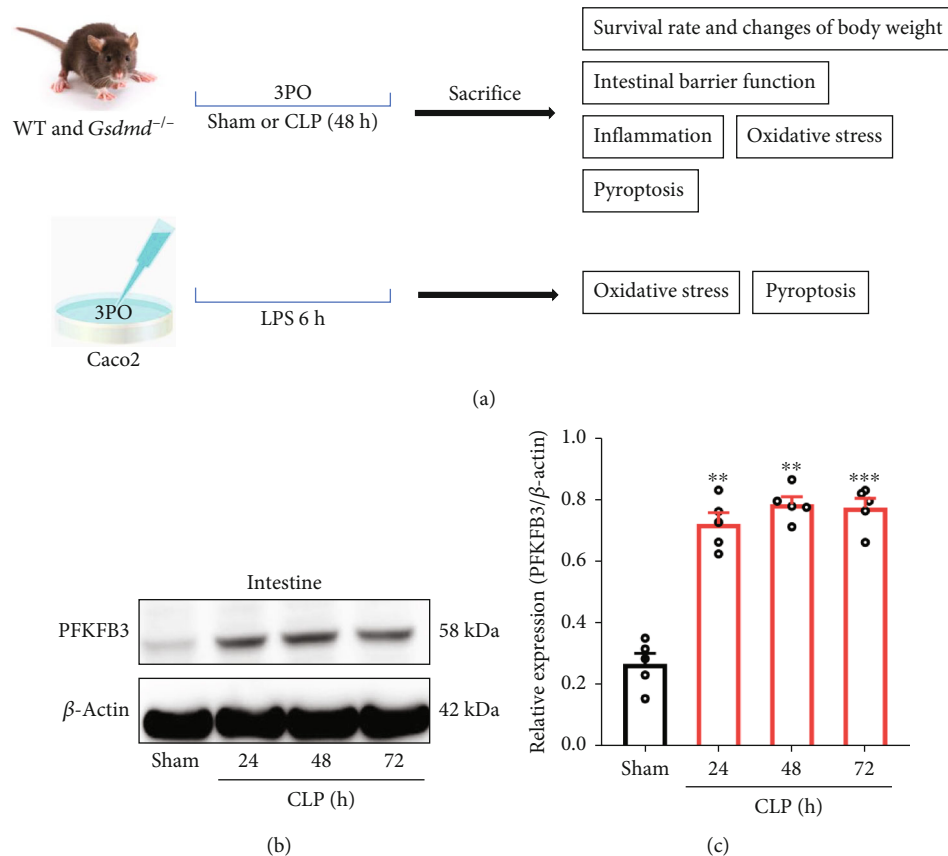 WT and Gsdmd−/−
3PO
Sham or CLP (48 h)
Sacrifice
Survival rate and changes of body weight
Intestinal barrier function
Inflammation
Oxidative stress
Pyroptosis
3PO
Caco2
LPS 6 h
Oxidative stress
Pyroptosis
(a)
Intestine
PFKFB3
58 kDa
β-Actin
42 kDa
Sham
24
48
72
CLP (h)
(b)
Relative expression (PFKFB3/β-actin)
1.0
0.8
0.6
0.4
0.2
0.0
**
**
***
Sham
24
48
72
CLP (h)
(c)